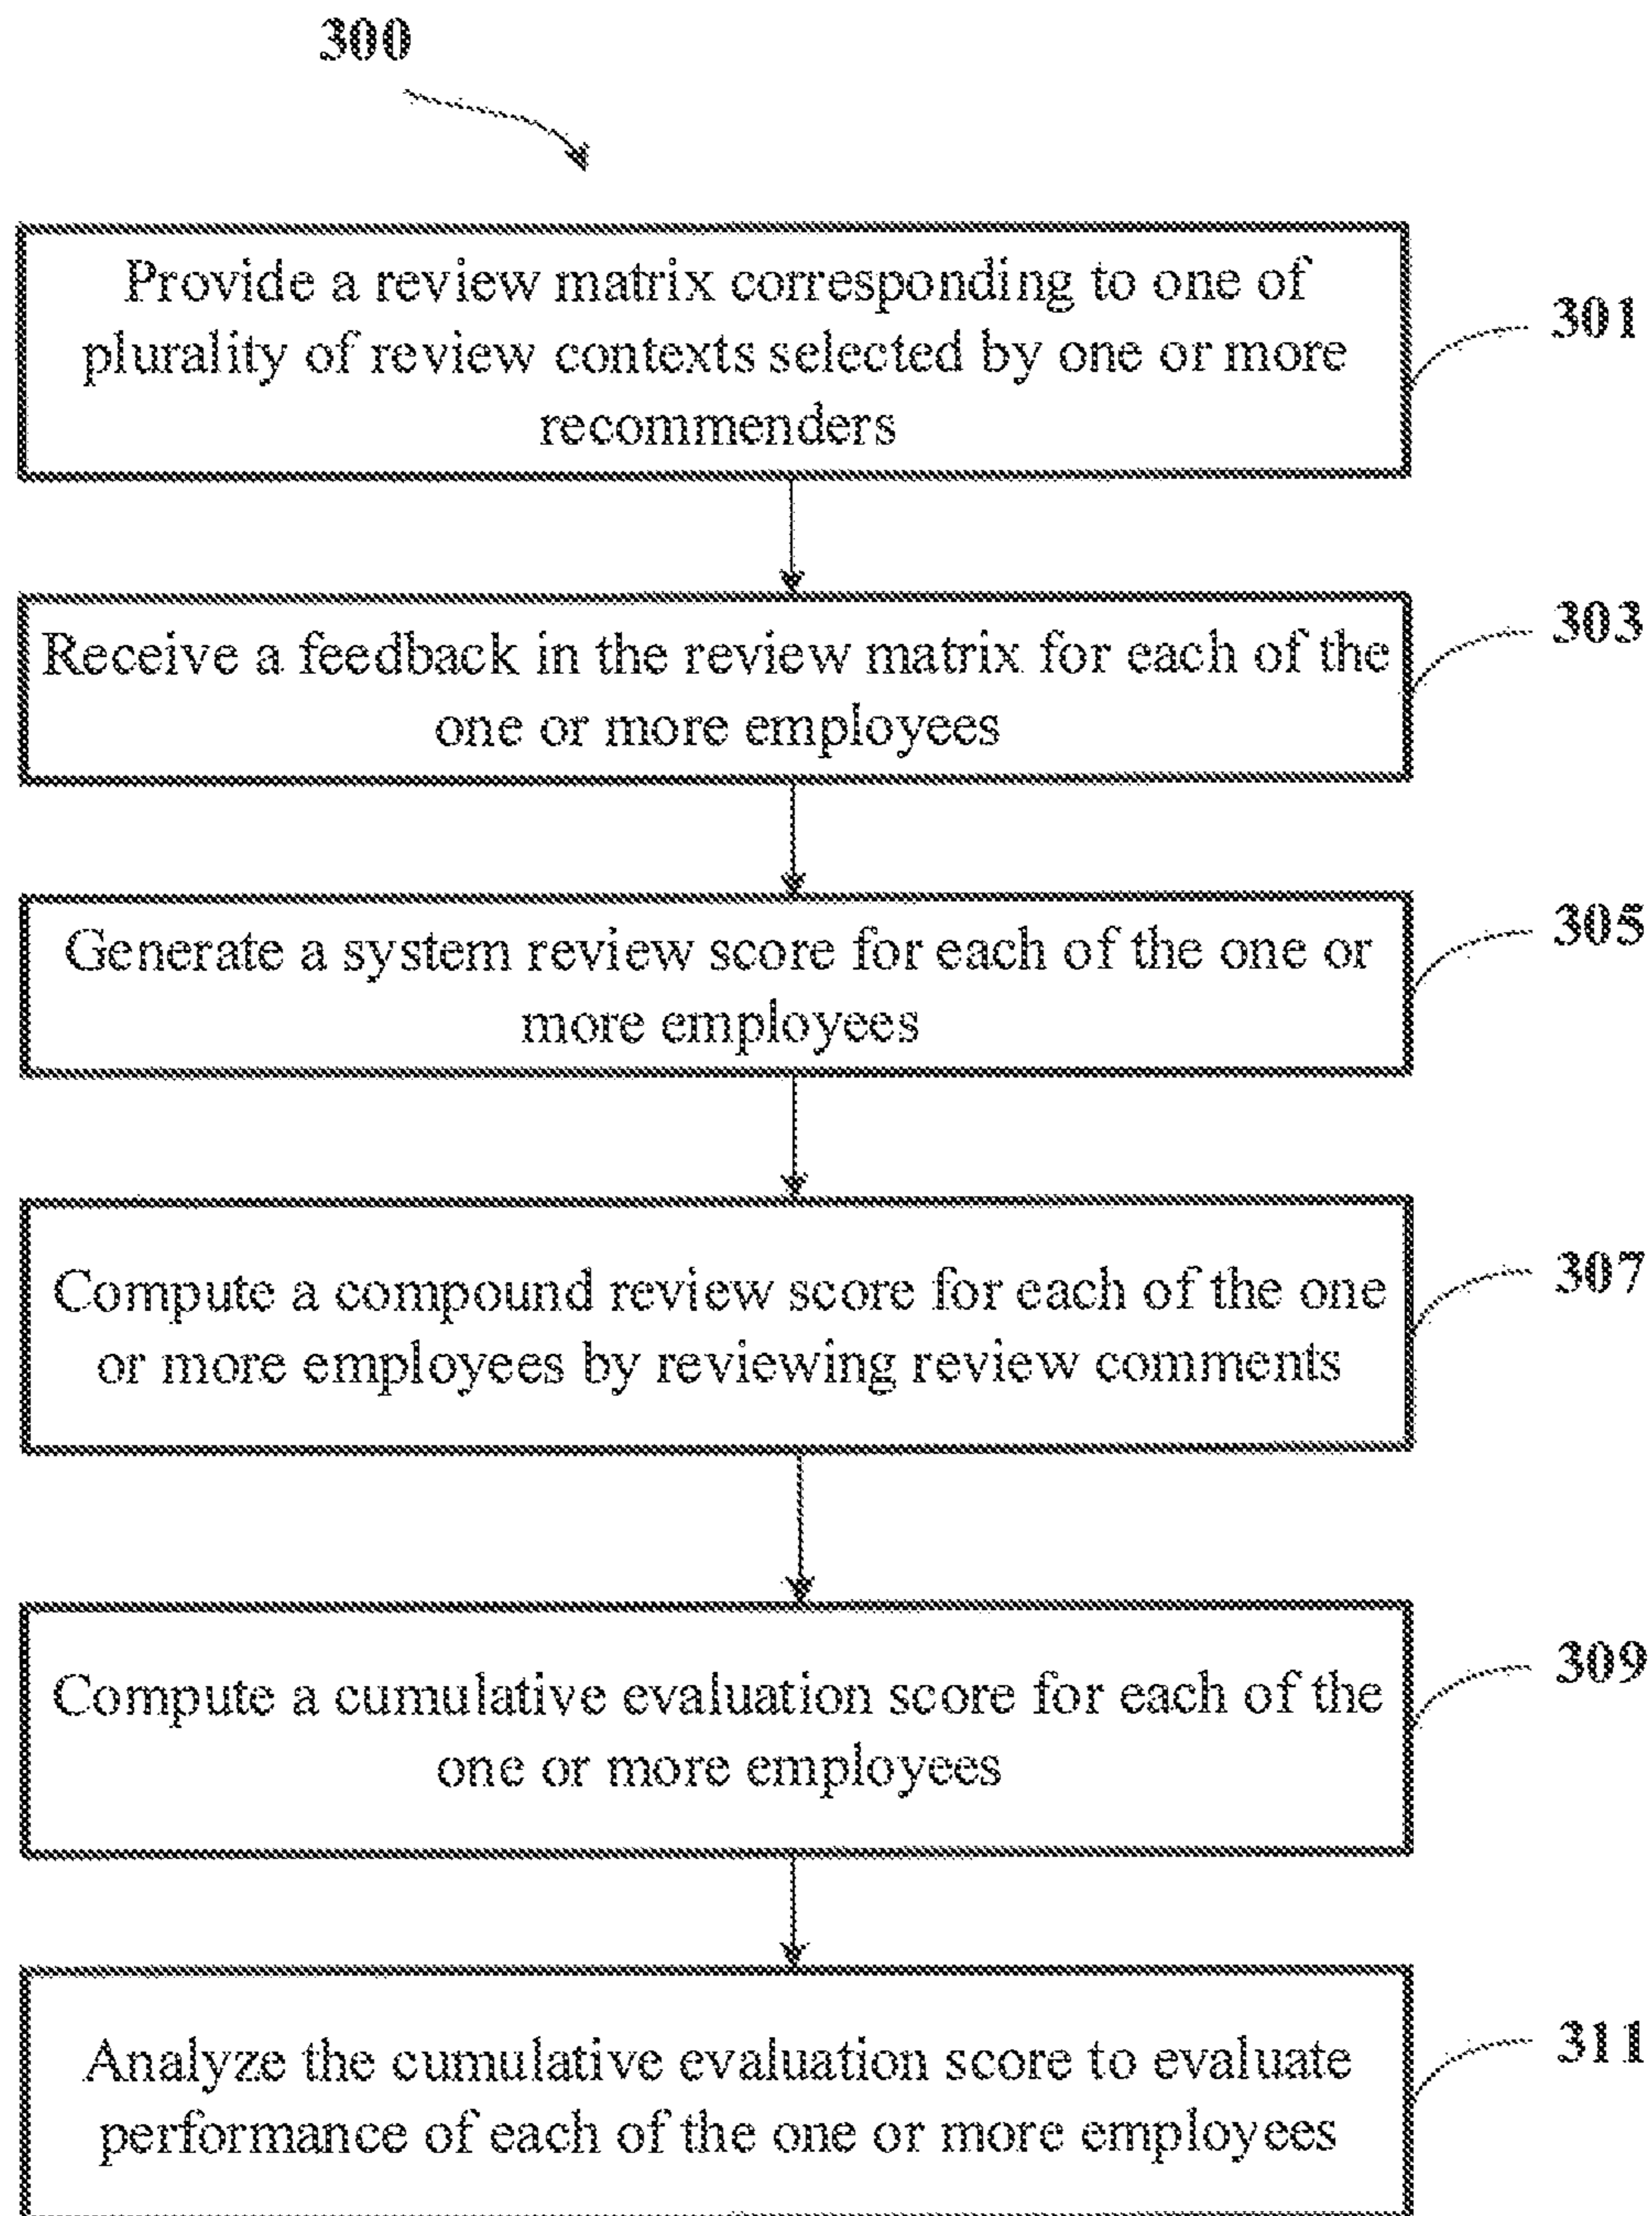 300
Provide a review matrix corresponding to one of
plurality of review contexts selected by one or more
recommenders
301
Receive a feedback in the review matrix for each of the
one or more employees
303
Generate a system review score for each of the one or
more employees
305
Compute a compound review score for each of the one
or more employees by reviewing review comments
307
Compute a cumulative evaluation score for each of the
one or more employees
309
Analyze the cumulative evaluation score to evaluate
performance of each of the one or more employees
311